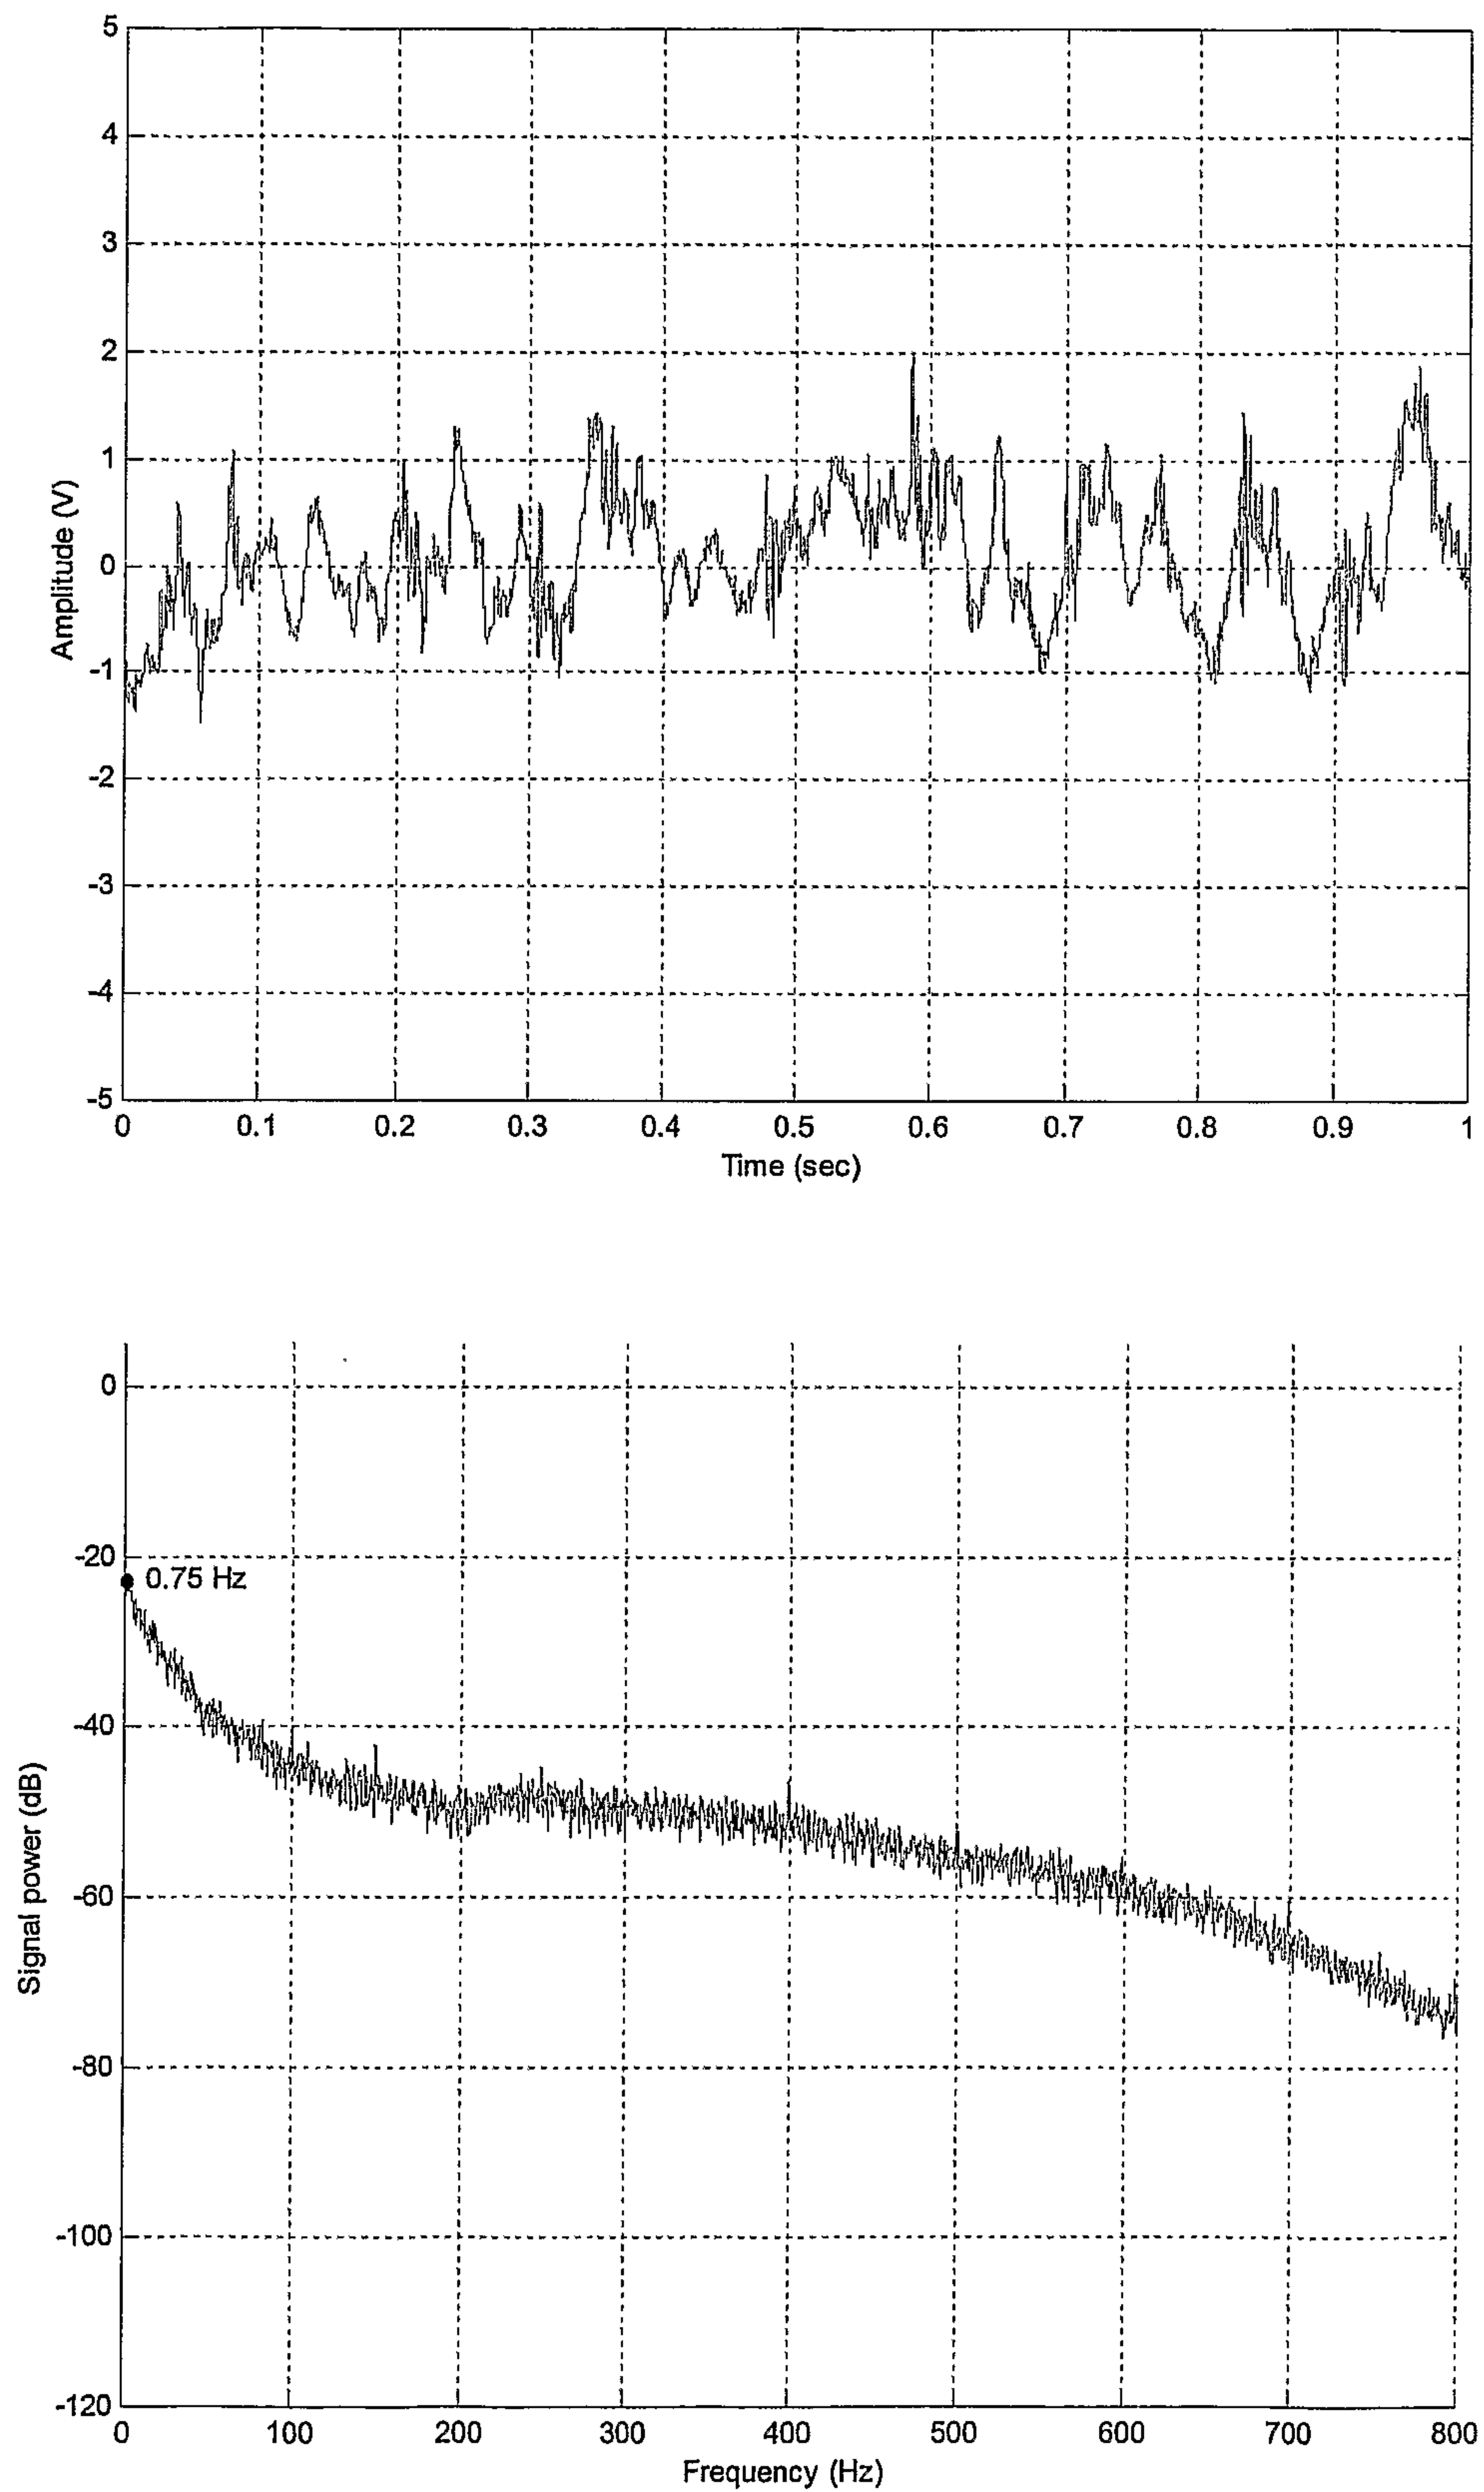 5
4
3
2
1
0
-1
-2
-3
-4
-5
Amplitude (V)
0 0.1 0.2 0.3 0.4 0.5 0.6 0.7 0.8 0.9 1
Time (sec)
0
-20
0.75 Hz
-40
-60
-80
-100
-120
Signal power (dB)
0 100 200 300 400 500 600 700 800
Frequency (Hz)